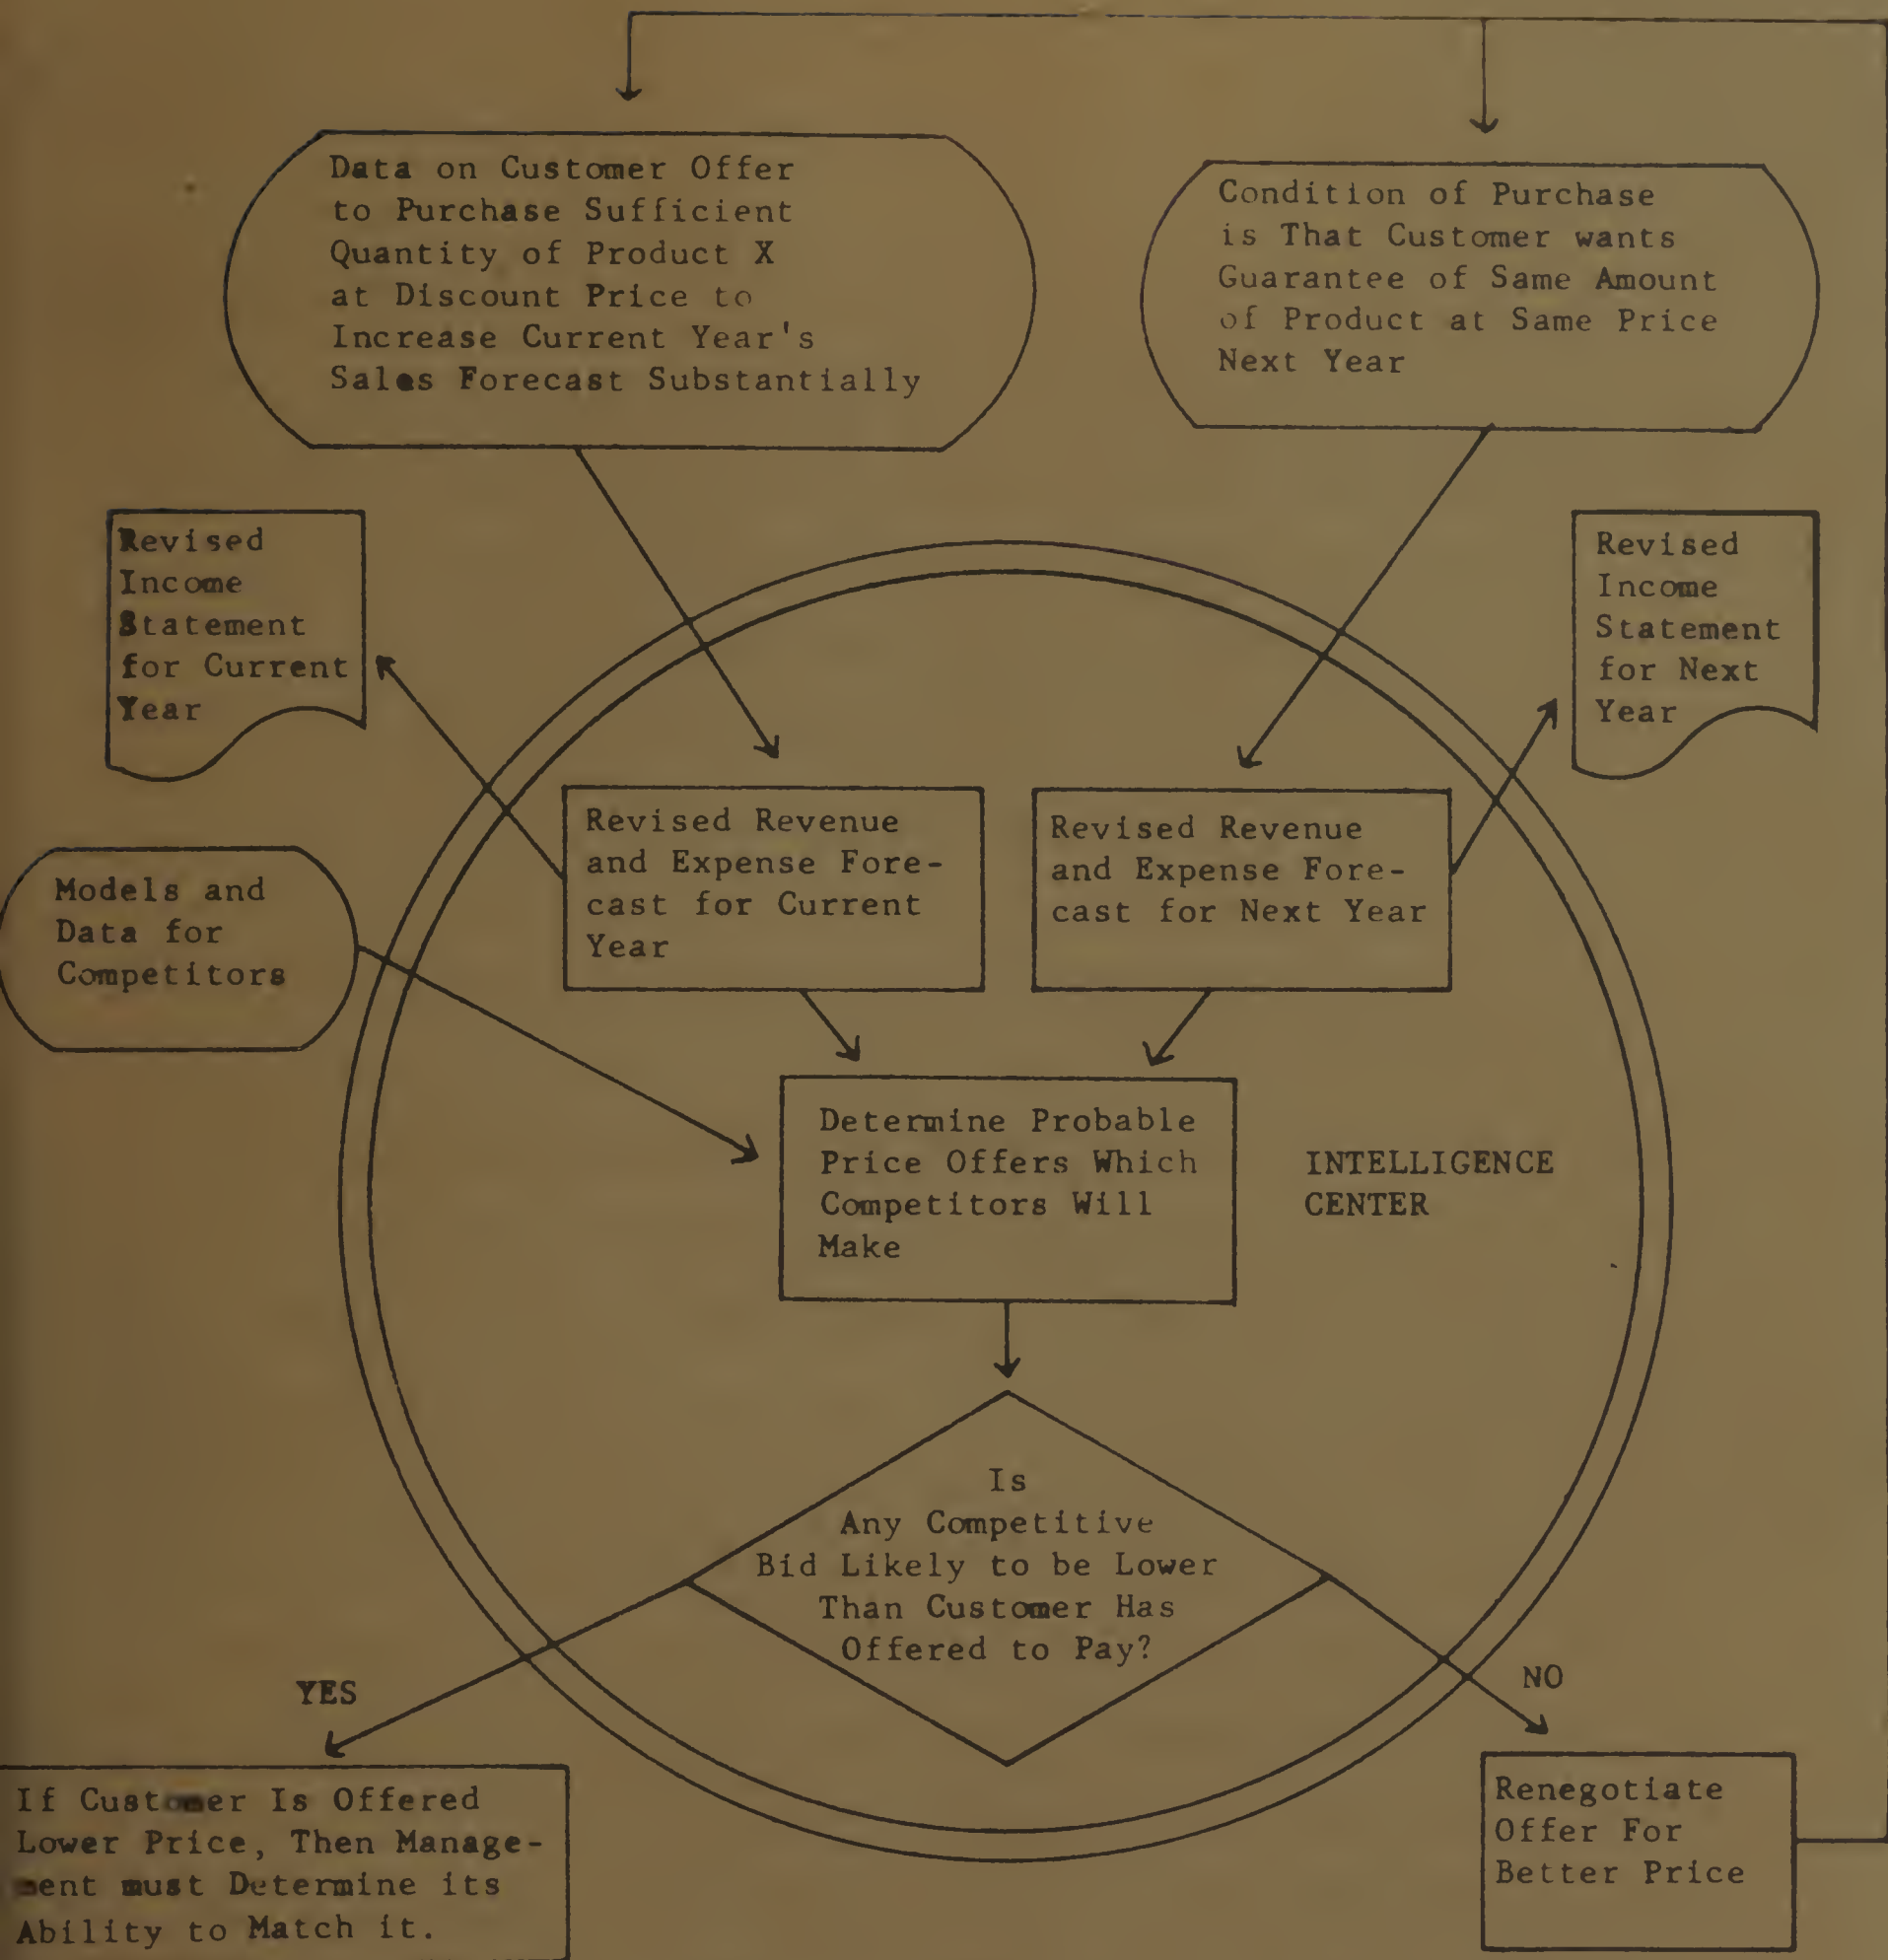 Data on Customer Offer
to Purchase Sufficient
Quantity of Product X
at Discount Price to
Increase Current Year's
Sales Forecast Substantially
Condition of Purchase
is That Customer wants
Guarantee of Same Amount
of Product at Same Price
Next Year
Revised
Income
Statement
for Current
Year
Revised
Income
Statement
for Next
Year
Revised Revenue
and Expense Fore-
cast for Current
Year
Revised Revenue
and Expense Fore-
cast for Next Year
Models and
Data for
Competitors
Determine Probable
Price Offers Which
Competitors Will
Make
INTELLIGENCE
CENTER
Is
Any Competitive
Bid Likely to be Lower
Than Customer Has
Offered to Pay?
YES
NO
If Customer Is Offered
Lower Price, Then Manage-
ment must Determine its
Ability to Match it.
Renegotiate
Offer For
Better Price